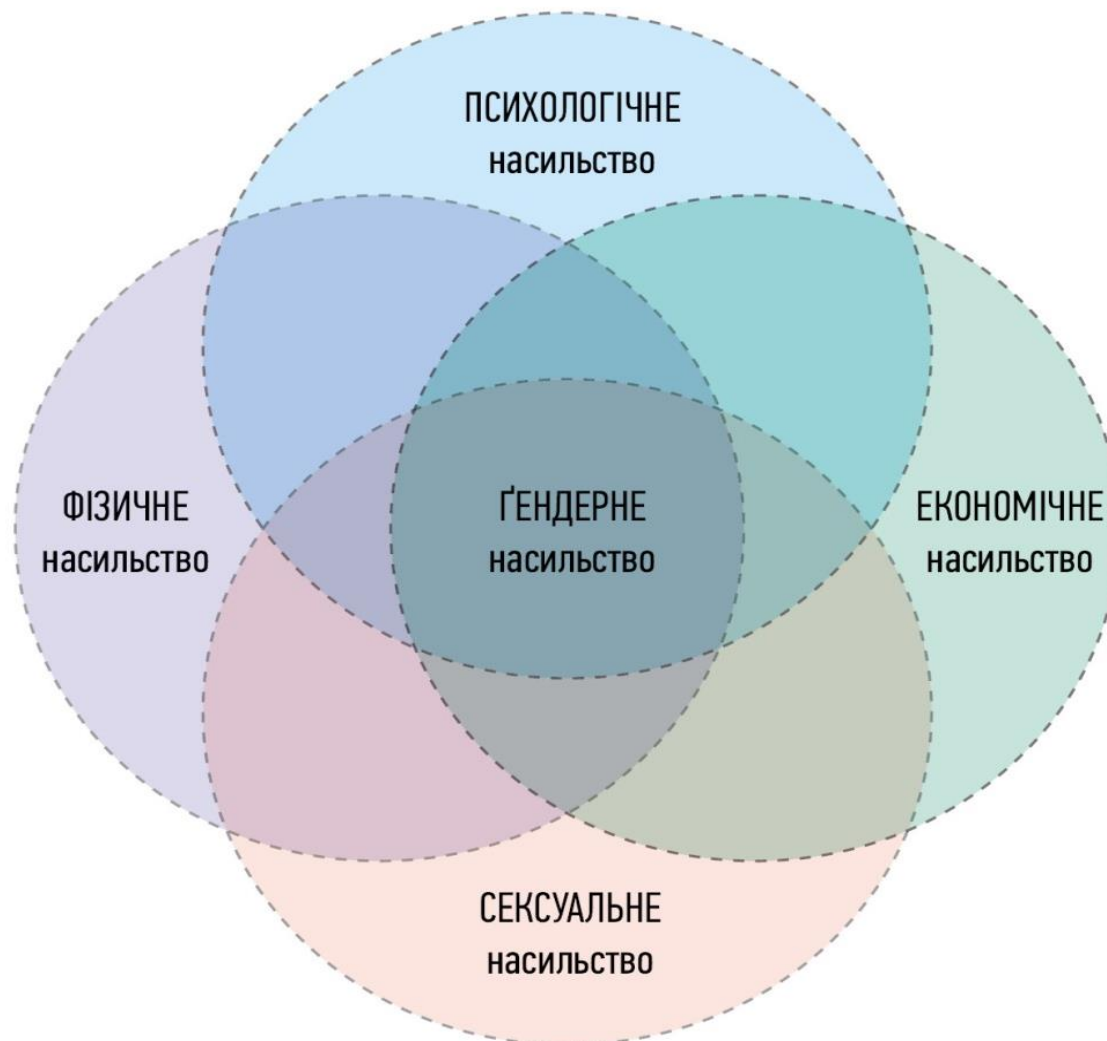 ПСИХОЛОГІЧНЕ
насильство
ФІЗИЧНЕ
насильство
ҐЕНДЕРНЕ
насильство
ЕКОНОМІЧНЕ
насильство
СЕКСУАЛЬНЕ
насильство